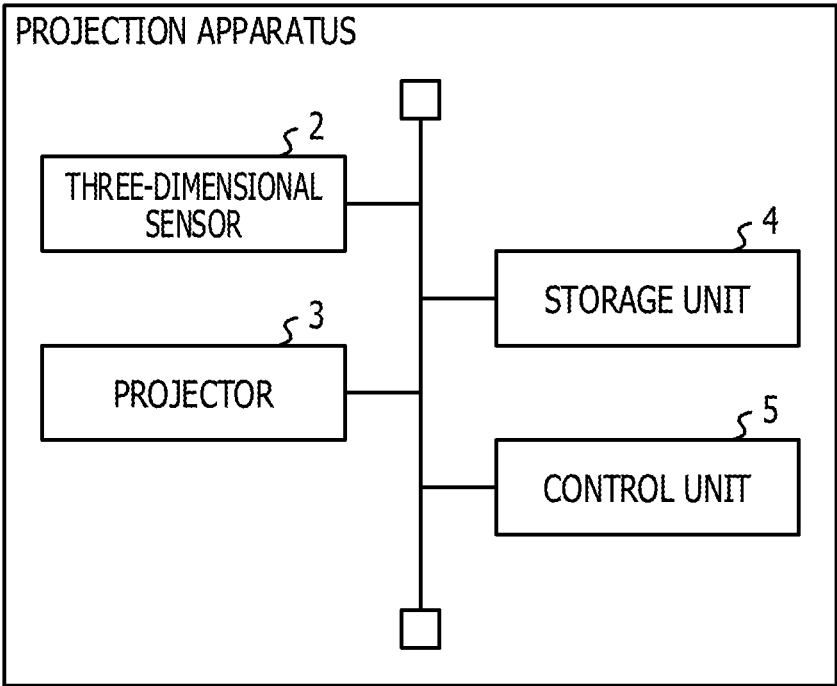 PROJECTION APPARATUS
2
THREE-DIMENSIONAL
SENSOR
4
STORAGE UNIT
3
PROJECTOR
5
CONTROL UNIT